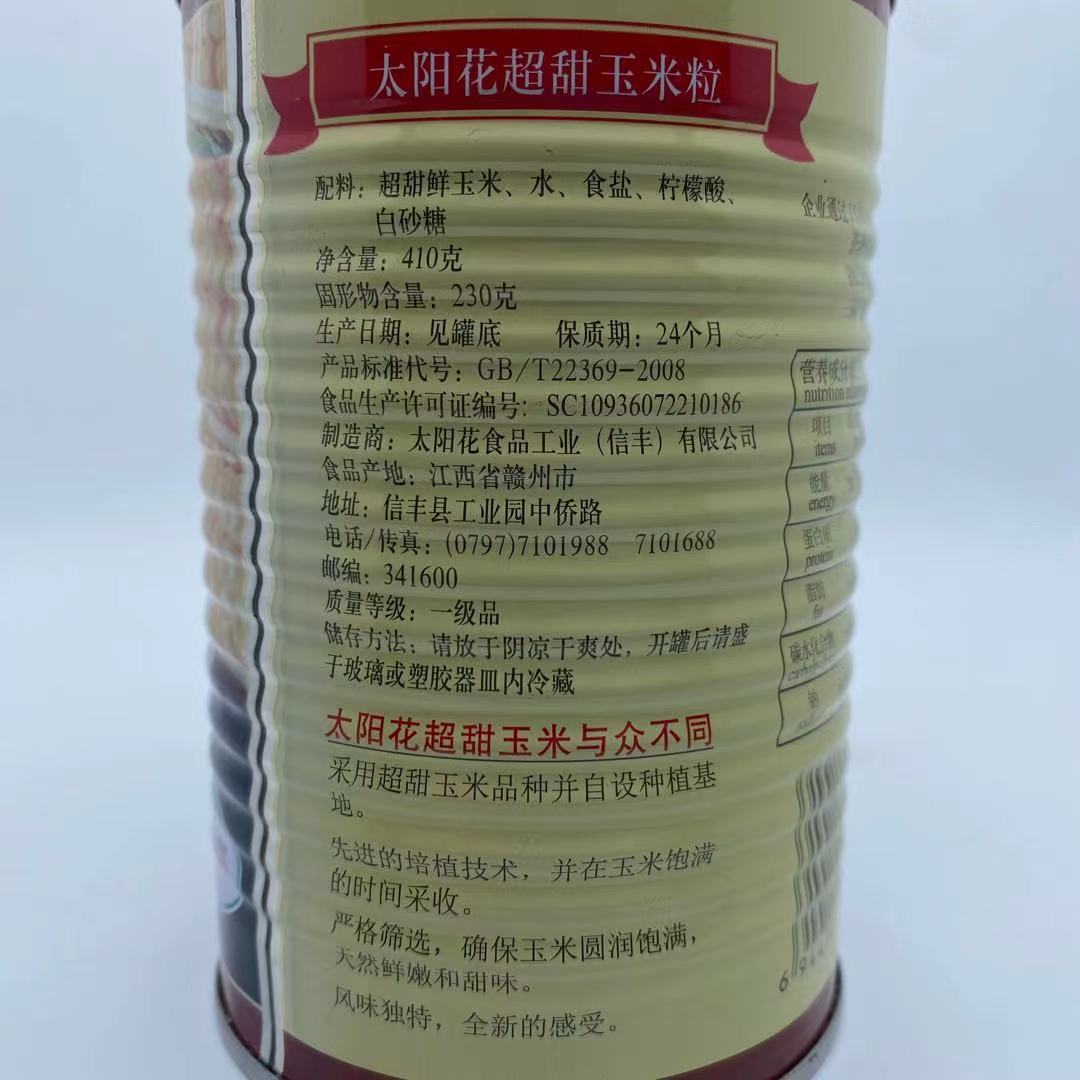 太阳花超甜玉米粒
配料：超甜鲜玉米、水、食盐、柠檬酸、
白砂糖
净含量：410克
固形物含量：230克
生产日期：见罐底 保质期：24个月
产品标准代号：GB/T22369-2008
食品生产许可证编号：SC10936072210186
制造商：太阳花食品工业（信丰）有限公司
食品产地：江西省赣州市
地址：信丰县工业园中侨路
电话/传真：(0797)7101988 7101688
邮编：341600
质量等级：一级品
储存方法：请放于阴凉干爽处，开罐后请盛
于玻璃或塑胶器皿内冷藏
太阳花超甜玉米与众不同
采用超甜玉米品种并自设种植基
地。
先进的培植技术，并在玉米饱满
的时间采收。
严格筛选，确保玉米圆润饱满，
天然鲜嫩和甜味。
风味独特，全新的感受。
企业通过
营养成分
nutrition
项目
items
能量
energy
蛋白质
protein
脂肪
fat
碳水化合物
钠
6 9